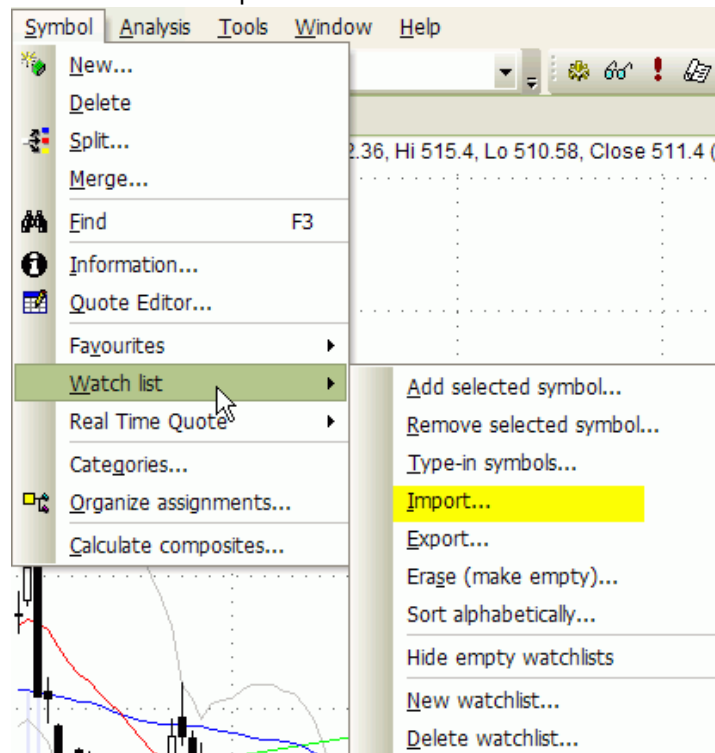 Symbol Analysis Tools Window Help
New...
Delete
Split...
2.36, Hi 515.4, Lo 510.58, Close 511.4 (
Merge...
Find F3
Information...
Quote Editor...
Favourites
Watch list
Real Time Quote
Categories...
Organize assignments...
Calculate composites...
Add selected symbol...
Remove selected symbol...
Type-in symbols...
Import...
Export...
Erase (make empty)...
Sort alphabetically...
Hide empty watchlists
New watchlist...
Delete watchlist...